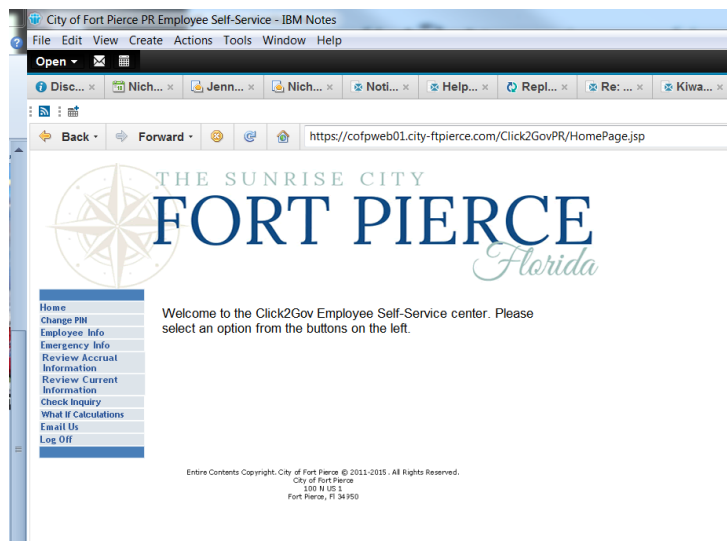 City of Fort Pierce PR Employee Self-Service - IBM Notes
File Edit View Create Actions Tools Window Help
Open
Disc... Nich... Jenn... Nich... Noti... Help... Repl... Re: ... Kiwa...
Back Forward https://cofpweb01.city-ftpierce.com/Click2GovPR/HomePage.jsp
THE SUNRISE CITY
FORT PIERCE
Florida
Home
Change PIN
Employee Info
Emergency Info
Review Accrual
Information
Review Current
Information
Check Inquiry
What If Calculations
Email Us
Log Off
Welcome to the Click2Gov Employee Self-Service center. Please
select an option from the buttons on the left.
Entire Contents Copyright. City of Fort Pierce © 2011-2015. All Rights Reserved.
City of Fort Pierce
100 N US 1
Fort Pierce, Fl 34950